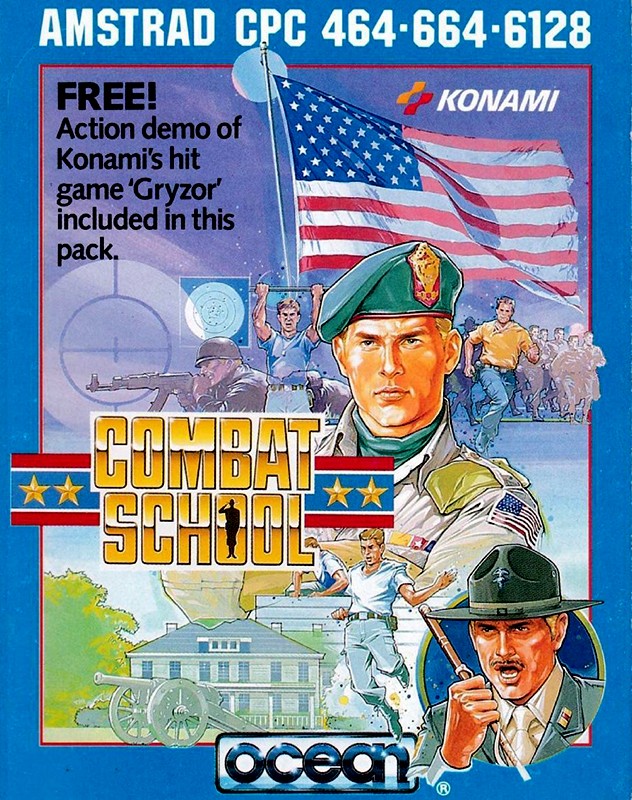 AMSTRAD CPC 464·664·6128
FREE!
Action demo of
Konami's hit
game 'Gryzor'
included in this
pack.
KONAMI
COMBAT
SCHOOL
ocean
®